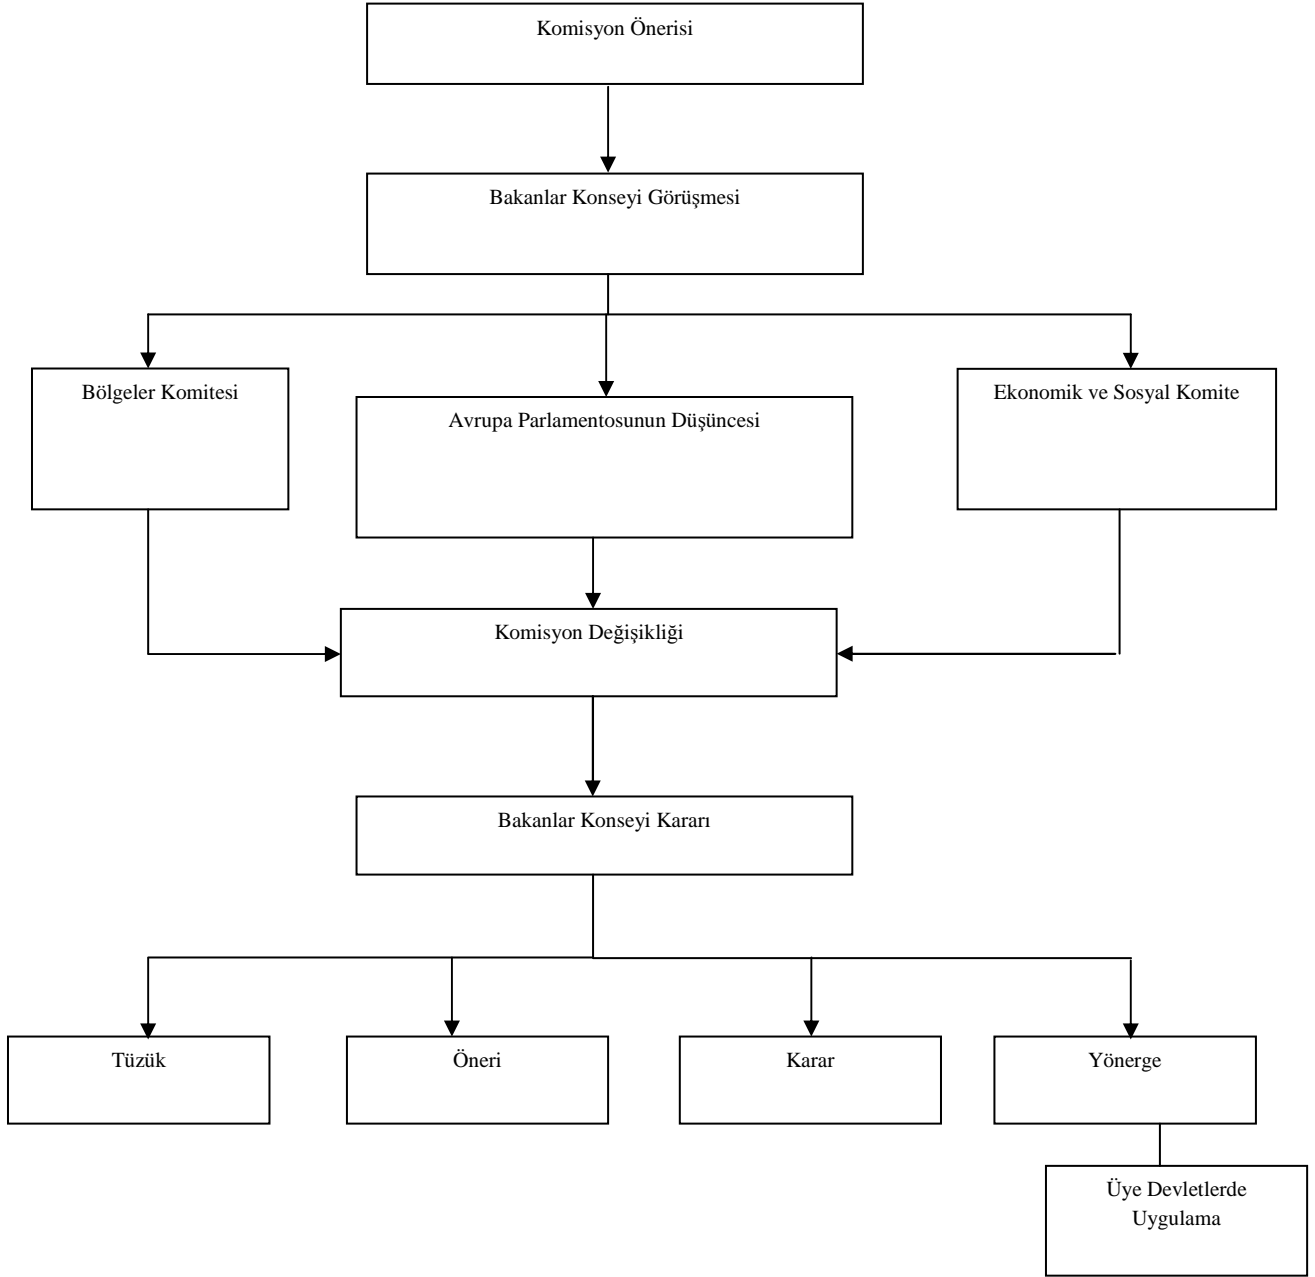 Komisyon Önerisi
Bakanlar Konseyi Görüşmesi
Bölgeler Komitesi
Avrupa Parlamentosunun Düşüncesi
Ekonomik ve Sosyal Komite
Komisyon Değişikliği
Bakanlar Konseyi Kararı
Tüzük
Öneri
Karar
Yönerge
Üye Devletlerde
Uygulama